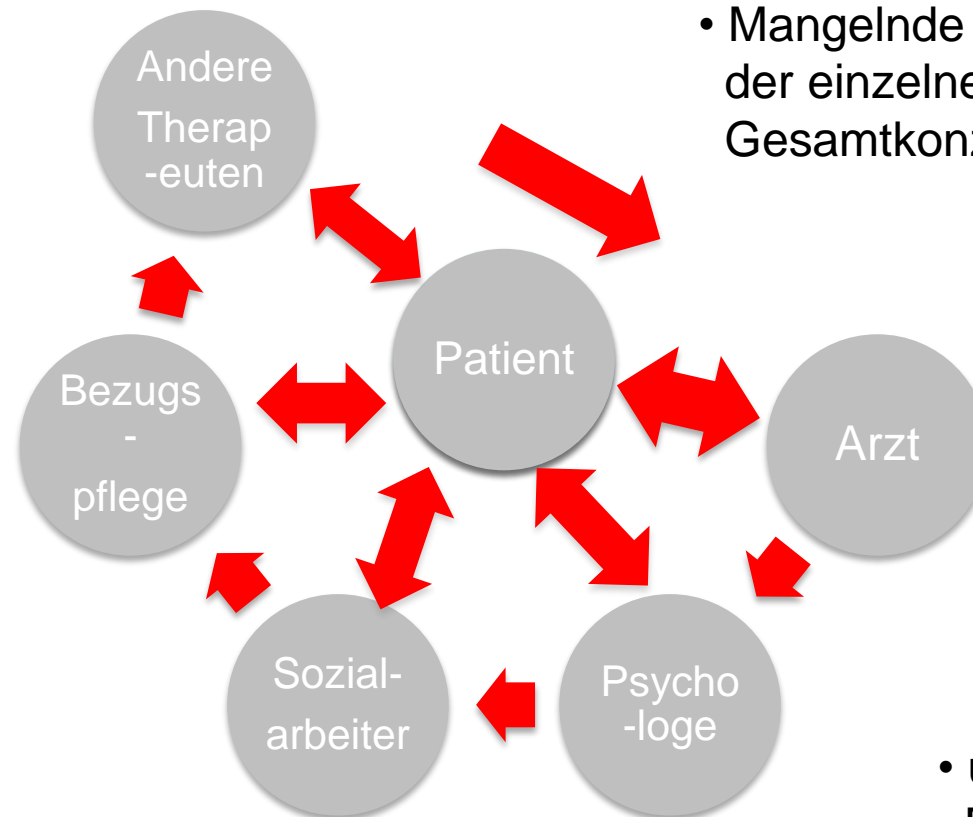 • Mangelnde
der einzelne
Gesamtkonz
Andere
Therap
-euten
Patient
Bezugs
-
pflege
Arzt
Sozial-
arbeiter
Psycho
-loge
•